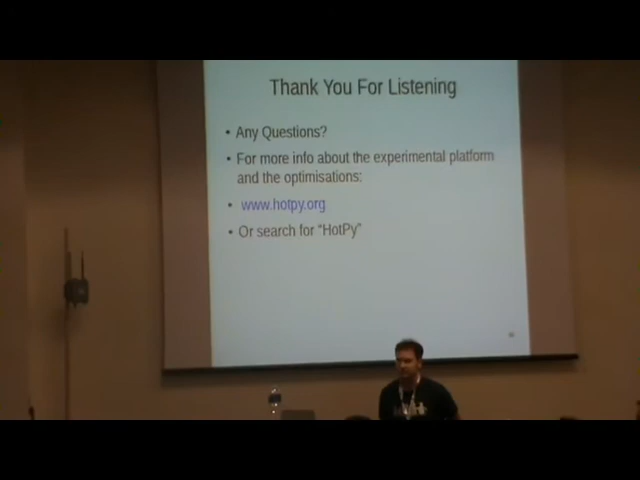 Thank You For Listening
• Any Questions?
• For more info about the experimental platform
and the optimisations:
• www.hotpy.org
• Or search for “HotPy”